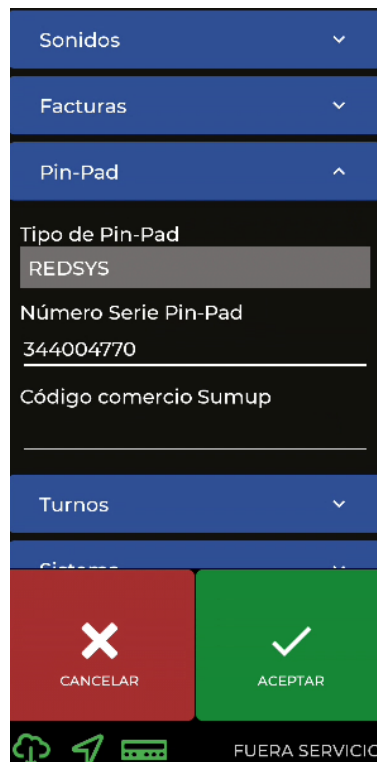 Sonidos
Facturas
Pin-Pad
Tipo de Pin-Pad
REDSYS
Número Serie Pin-Pad
344004770
Código comercio Sumup
Turnos
CANCELAR
ACEPTAR
FUERA SERVICIO